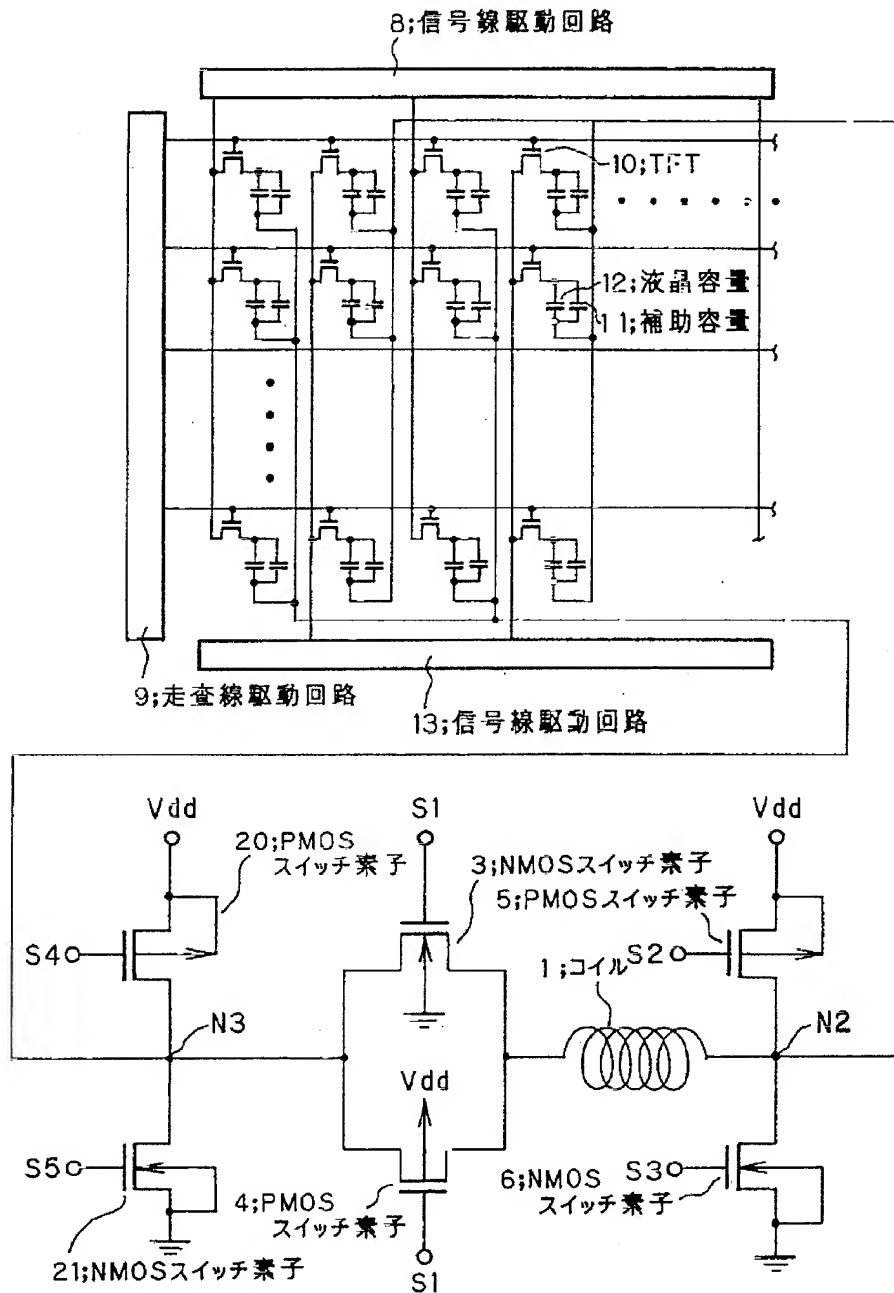 8;信号線駆動回路
10;TFT
12;液晶容量
11;補助容量
9;走査線駆動回路
13;信号線駆動回路
Vdd
S1
Vdd
20;PMOS
スイッチ素子
3;NMOSスイッチ素子
5;PMOSスイッチ素子
S4
S2
1;コイル
N3
N2
Vdd
S5
S3
4;PMOS
スイッチ素子
6;NMOS
スイッチ素子
21;NMOSスイッチ素子
S1